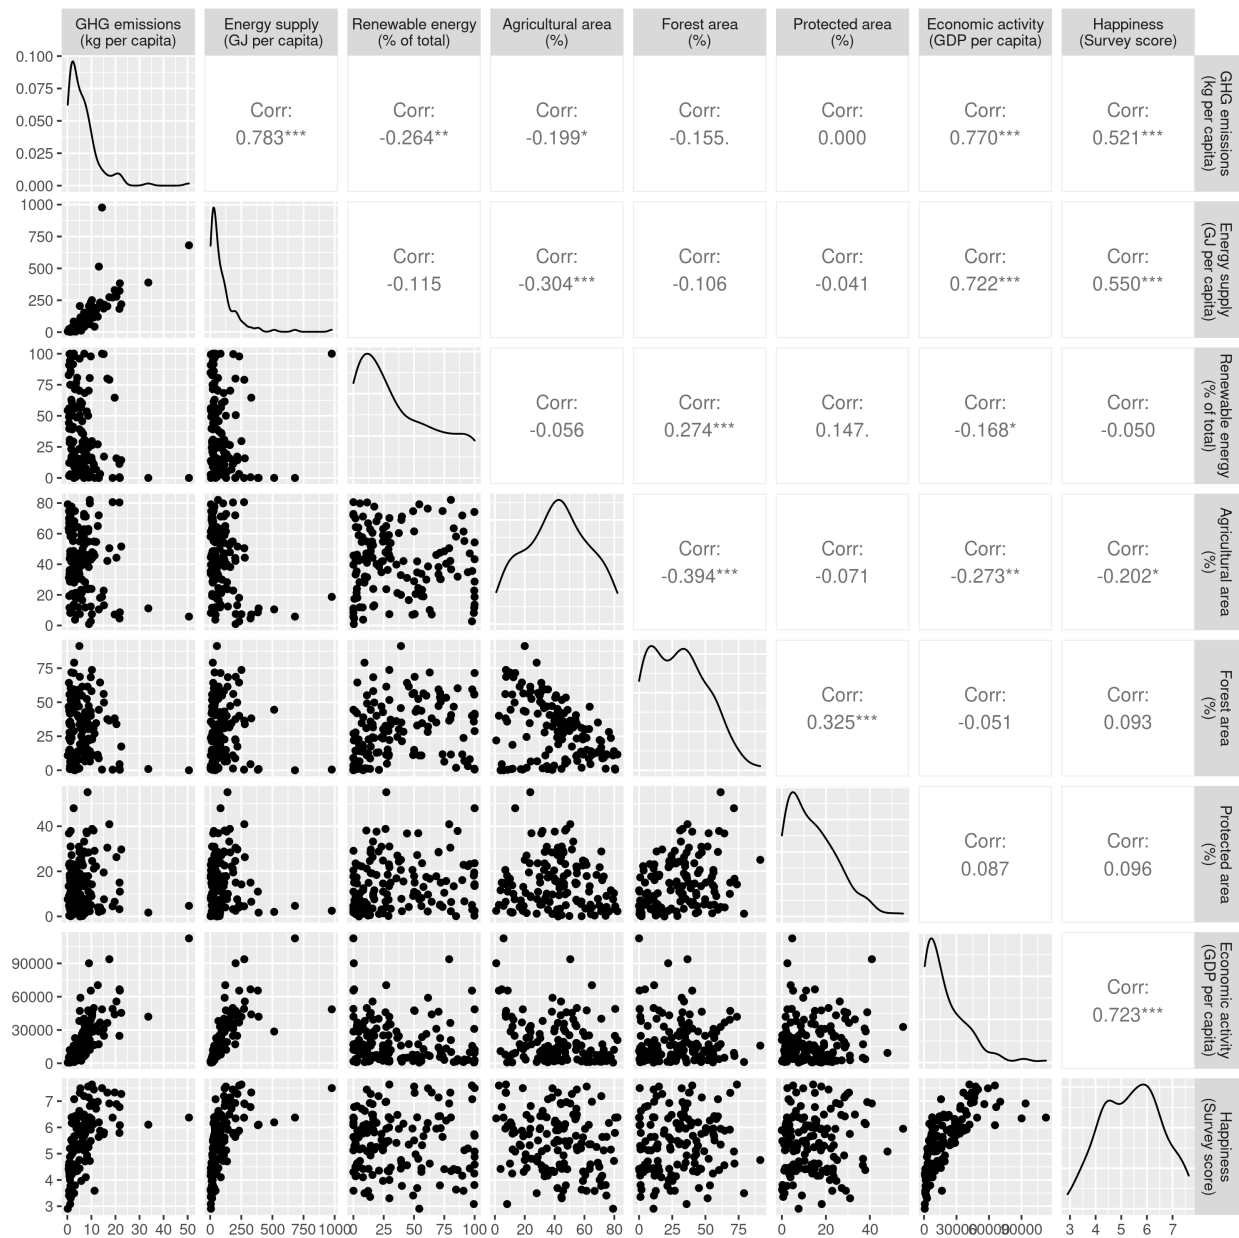 GHG emissions
(kg per capita)
Energy supply
(GJ per capita)
Renewable energy
(% of total)
Agricultural area
(%)
Forest area
(%)
Protected area
(%)
Economic activity
(GDP per capita)
Happiness
(Survey score)
0.100
0.075
0.050
0.025
0.000
Corr:
0.783***
Corr:
-0.264**
Corr:
-0.199*
Corr:
-0.155.
Corr:
0.000
Corr:
0.770***
Corr:
0.521***
GHG emissions
(kg per capita)
1000
750
500
250
0
Corr:
-0.115
Corr:
-0.304***
Corr:
-0.106
Corr:
-0.041
Corr:
0.722***
Corr:
0.550***
Energy supply
(GJ per capita)
100
75
50
25
0
Corr:
-0.056
Corr:
0.274***
Corr:
0.147.
Corr:
-0.168*
Corr:
-0.050
Renewable energy
(% of total)
80
60
40
20
0
Corr:
-0.394***
Corr:
-0.071
Corr:
-0.273**
Corr:
-0.202*
Agricultural area
(%)
75
50
25
0
Corr:
0.325***
Corr:
-0.051
Corr:
0.093
Forest area
(%)
40
20
0
Corr:
0.087
Corr:
0.096
Protected area
(%)
90000
60000
30000
0
Corr:
0.723***
Economic activity
(GDP per capita)
7
6
5
4
3
Happiness
(Survey score)
0 10 20 30 40 50
0 250 500 750 1000
0 25 50 75 100
0 20 40 60 80
0 25 50 75
0 20 40
0 30000 60000 90000
3 4 5 6 7